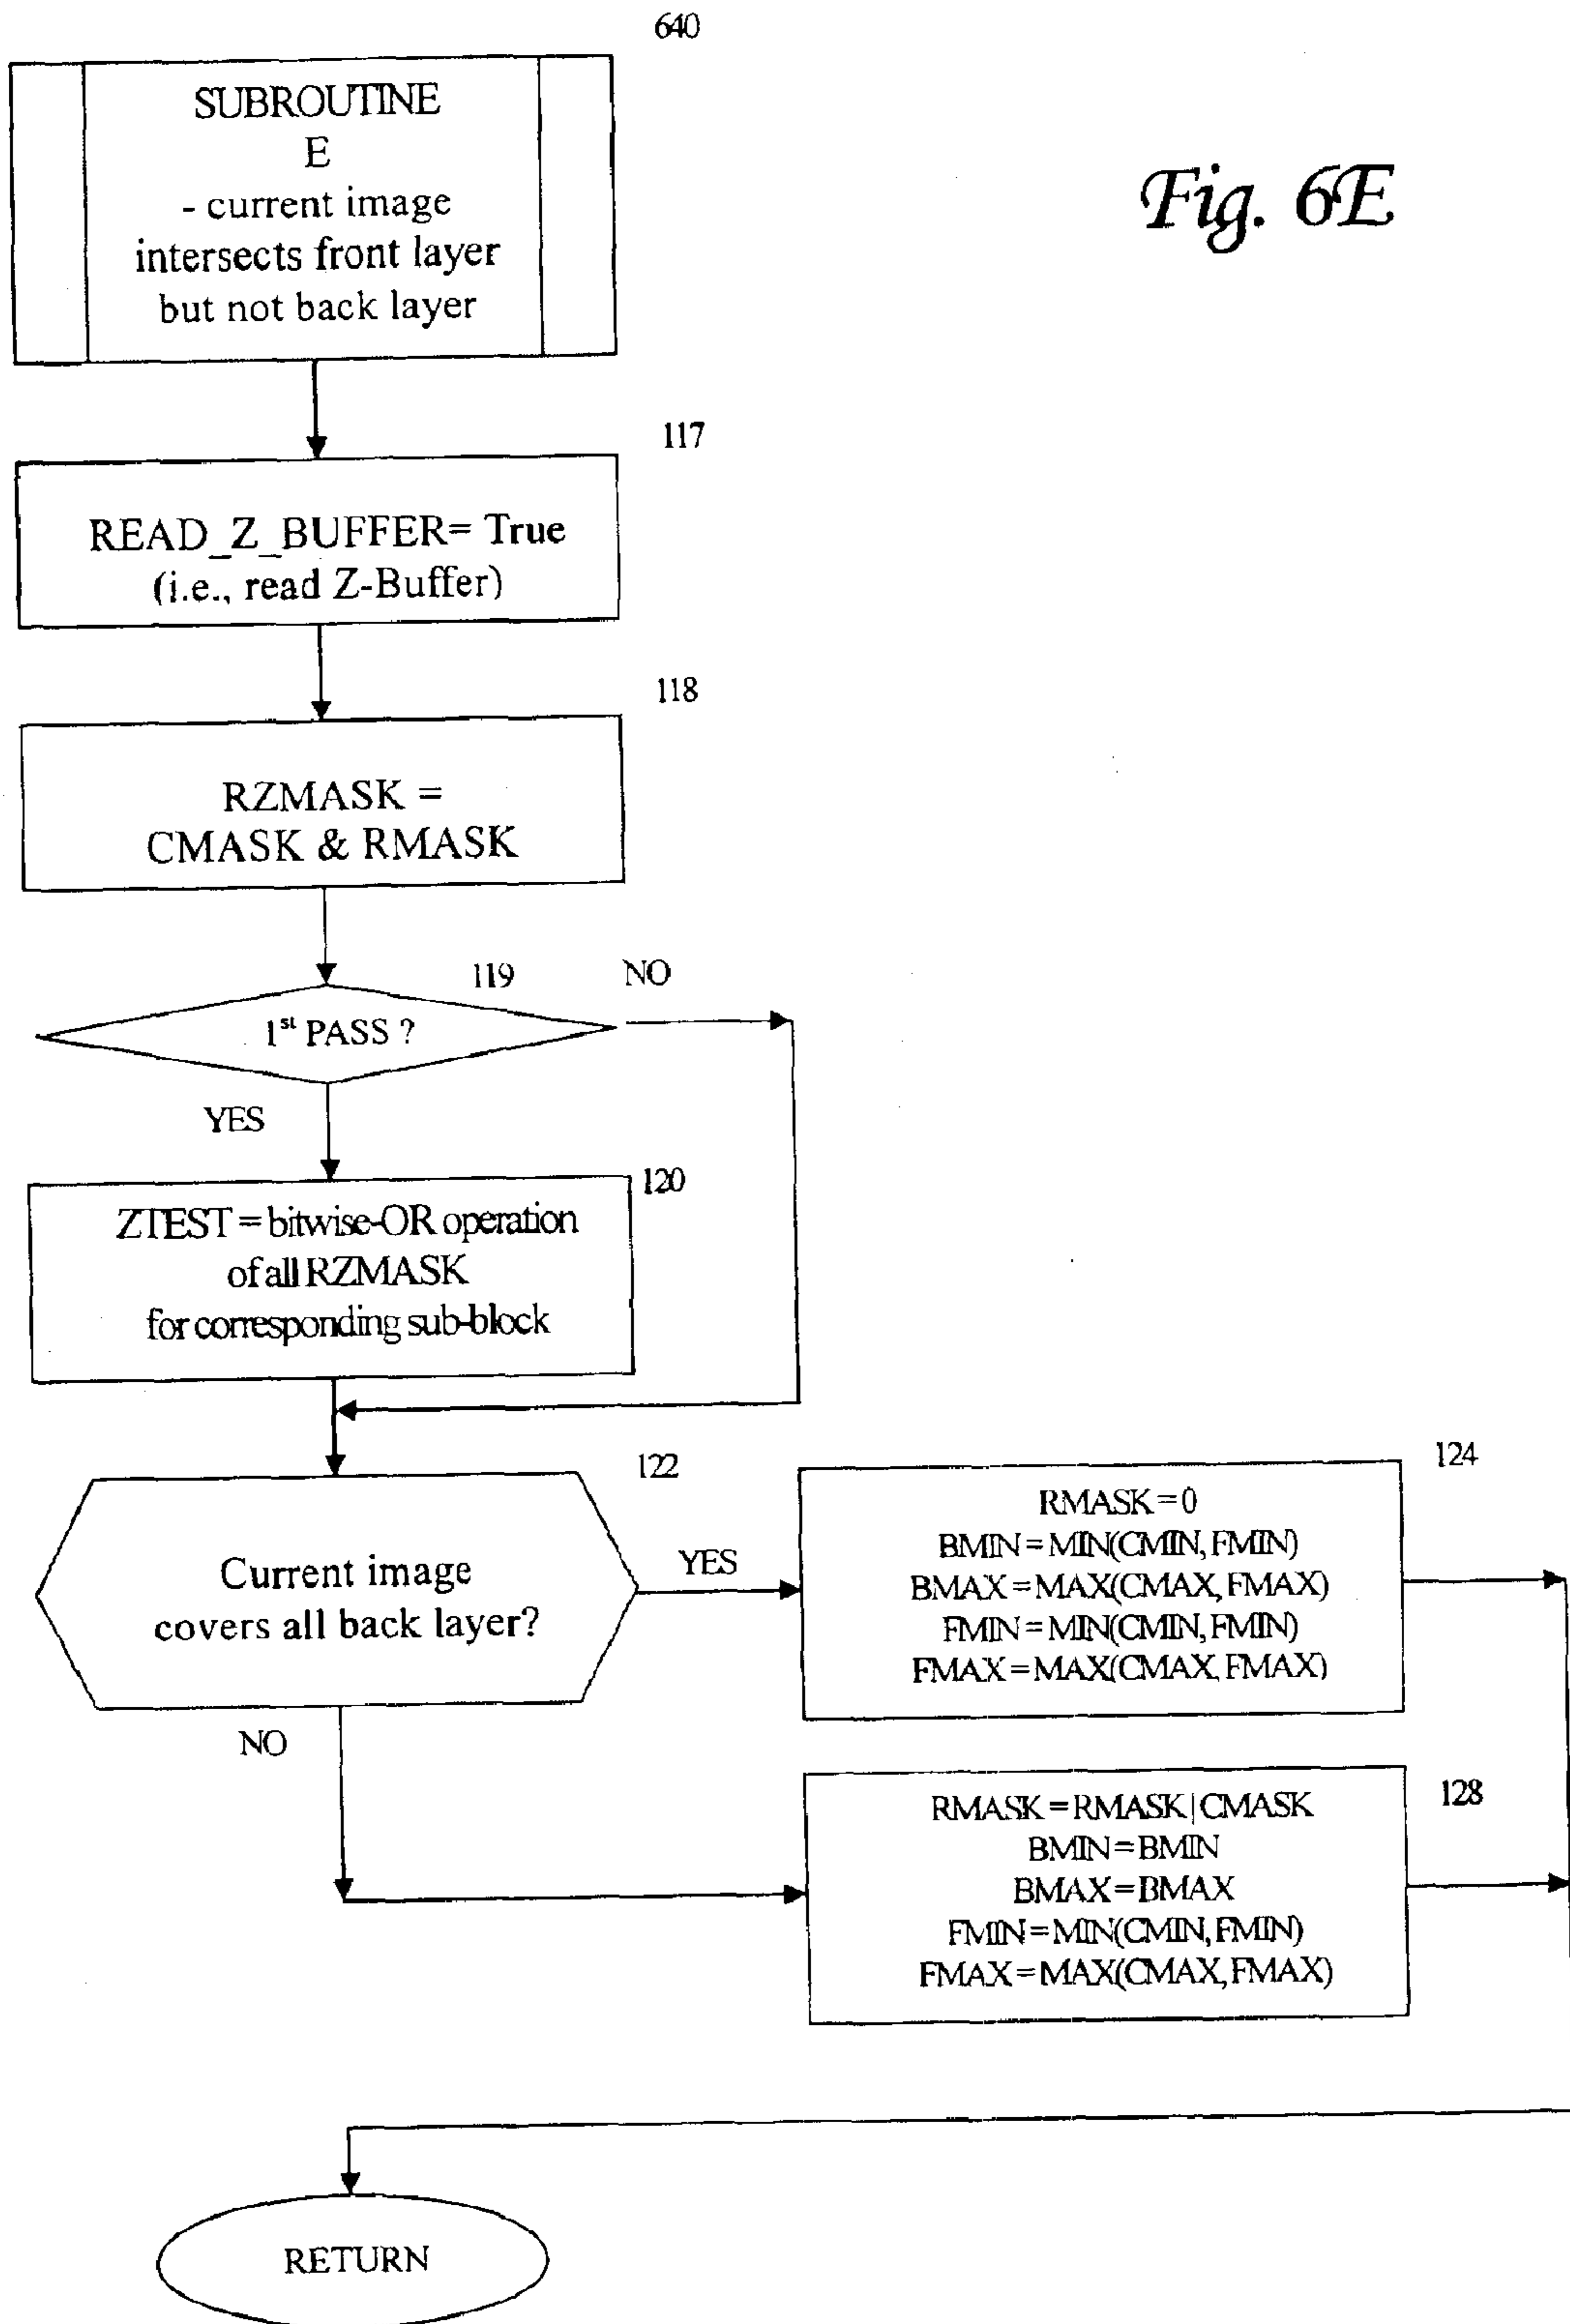 640
SUBROUTINE
E
- current image
intersects front layer
but not back layer
Fig. 6E
117
READ_Z_BUFFER= True
(i.e., read Z-Buffer)
118
RZMASK =
CMASK & RMASK
119
NO
1st PASS ?
YES
120
ZTEST = bitwise-OR operation
of all RZMASK
for corresponding sub-block
122
Current image
covers all back layer?
YES
124
RMASK = 0
BMIN = MIN(CMIN, FMIN)
BMAX = MAX(CMAX, FMAX)
FMIN = MIN(CMIN, FMIN)
FMAX = MAX(CMAX, FMAX)
NO
128
RMASK = RMASK | CMASK
BMIN = BMIN
BMAX = BMAX
FMIN = MIN(CMIN, FMIN)
FMAX = MAX(CMAX, FMAX)
RETURN